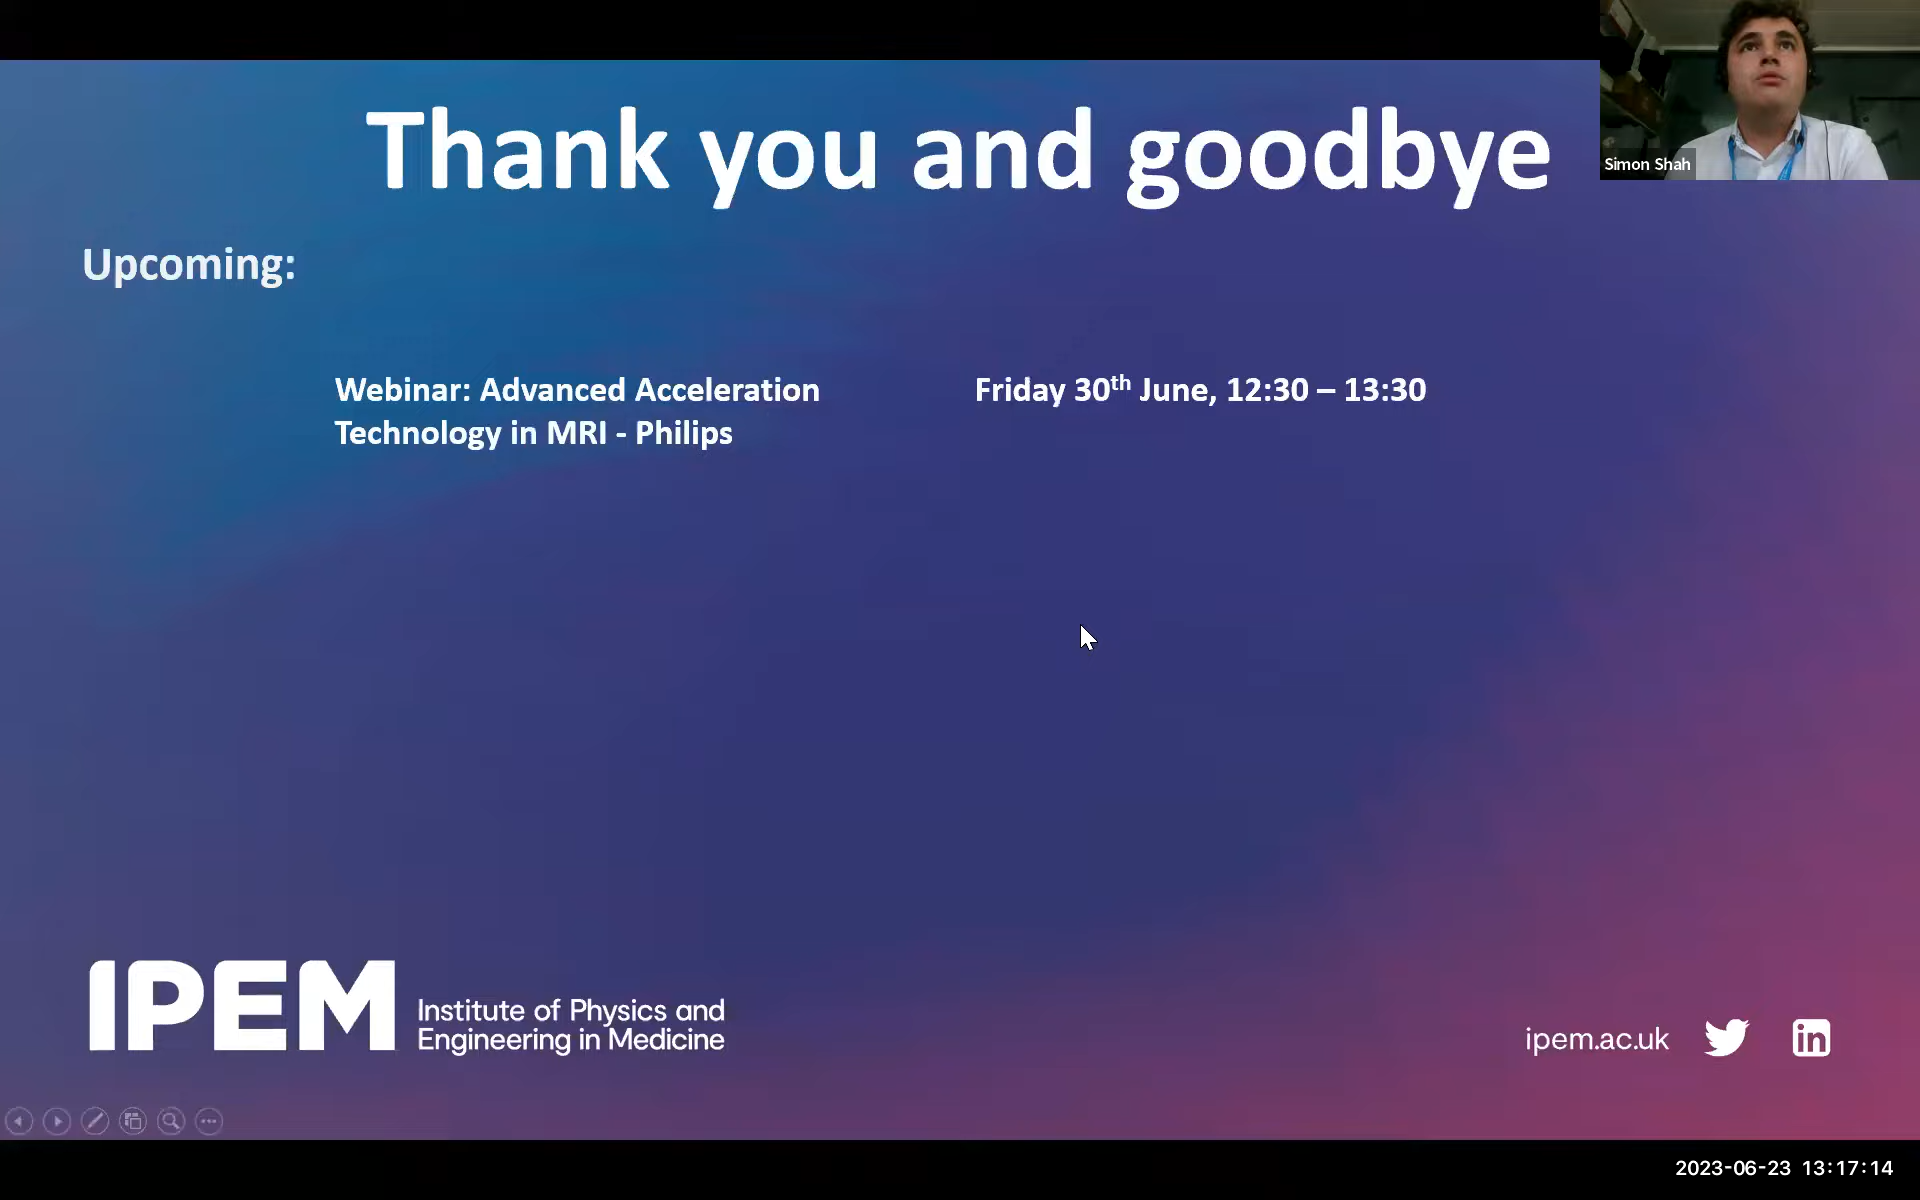 Thank you and goodbye
Simon Shah
Upcoming:
Webinar: Advanced Acceleration
Technology in MRI - Philips
Friday 30th June, 12:30 – 13:30
IPEM
Institute of Physics and
Engineering in Medicine
ipem.ac.uk
in
2023-06-23 13:17:14